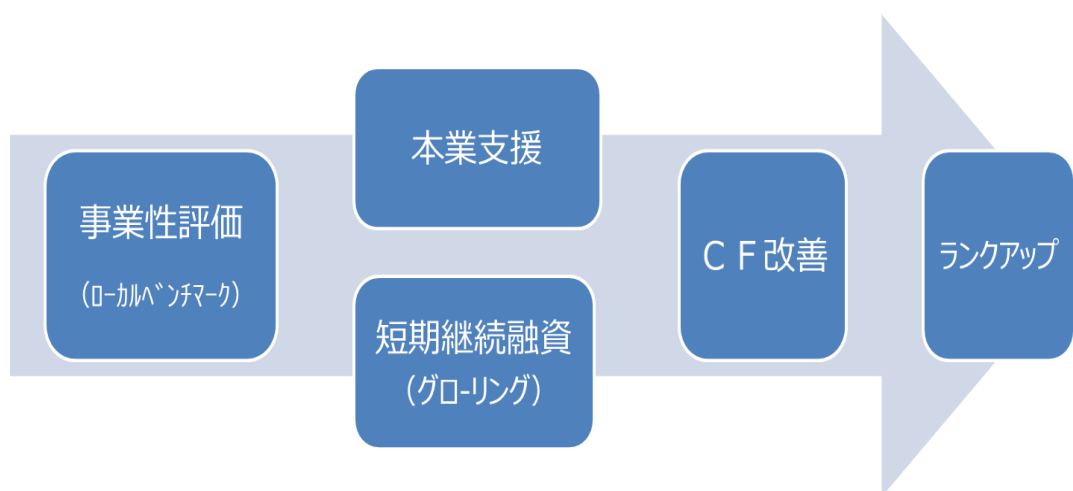 事業性評価
（ﾛｰｶﾙﾍﾞﾝﾁﾏｰｸ）
本業支援
短期継続融資
（グローリング）
ＣＦ改善
ランクアップ